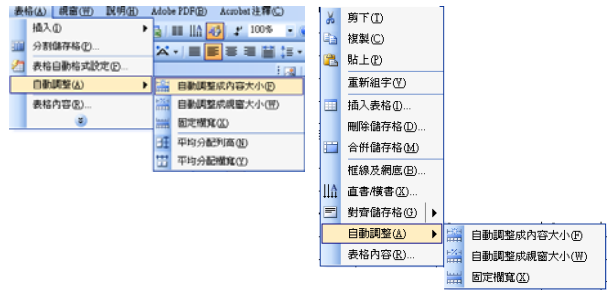 表格(A) 視窗(W) 說明(H) Adobe PDF(B) Acrobat 注釋(C)
插入(I)
100%
分割儲存格(P)...
表格自動格式設定(F)...
自動調整(A)
表格內容(R)...
自動調整成內容大小(F)
自動調整成視窗大小(W)
固定欄寬(X)
平均分配列高(N)
平均分配欄寬(Y)
剪下(T)
複製(C)
貼上(P)
重新組字(V)
插入表格(I)...
刪除儲存格(D)...
合併儲存格(M)
框線及網底(B)...
直書/橫書(X)...
對齊儲存格(G)
自動調整(A)
表格內容(R)...
自動調整成內容大小(F)
自動調整成視窗大小(W)
固定欄寬(X)